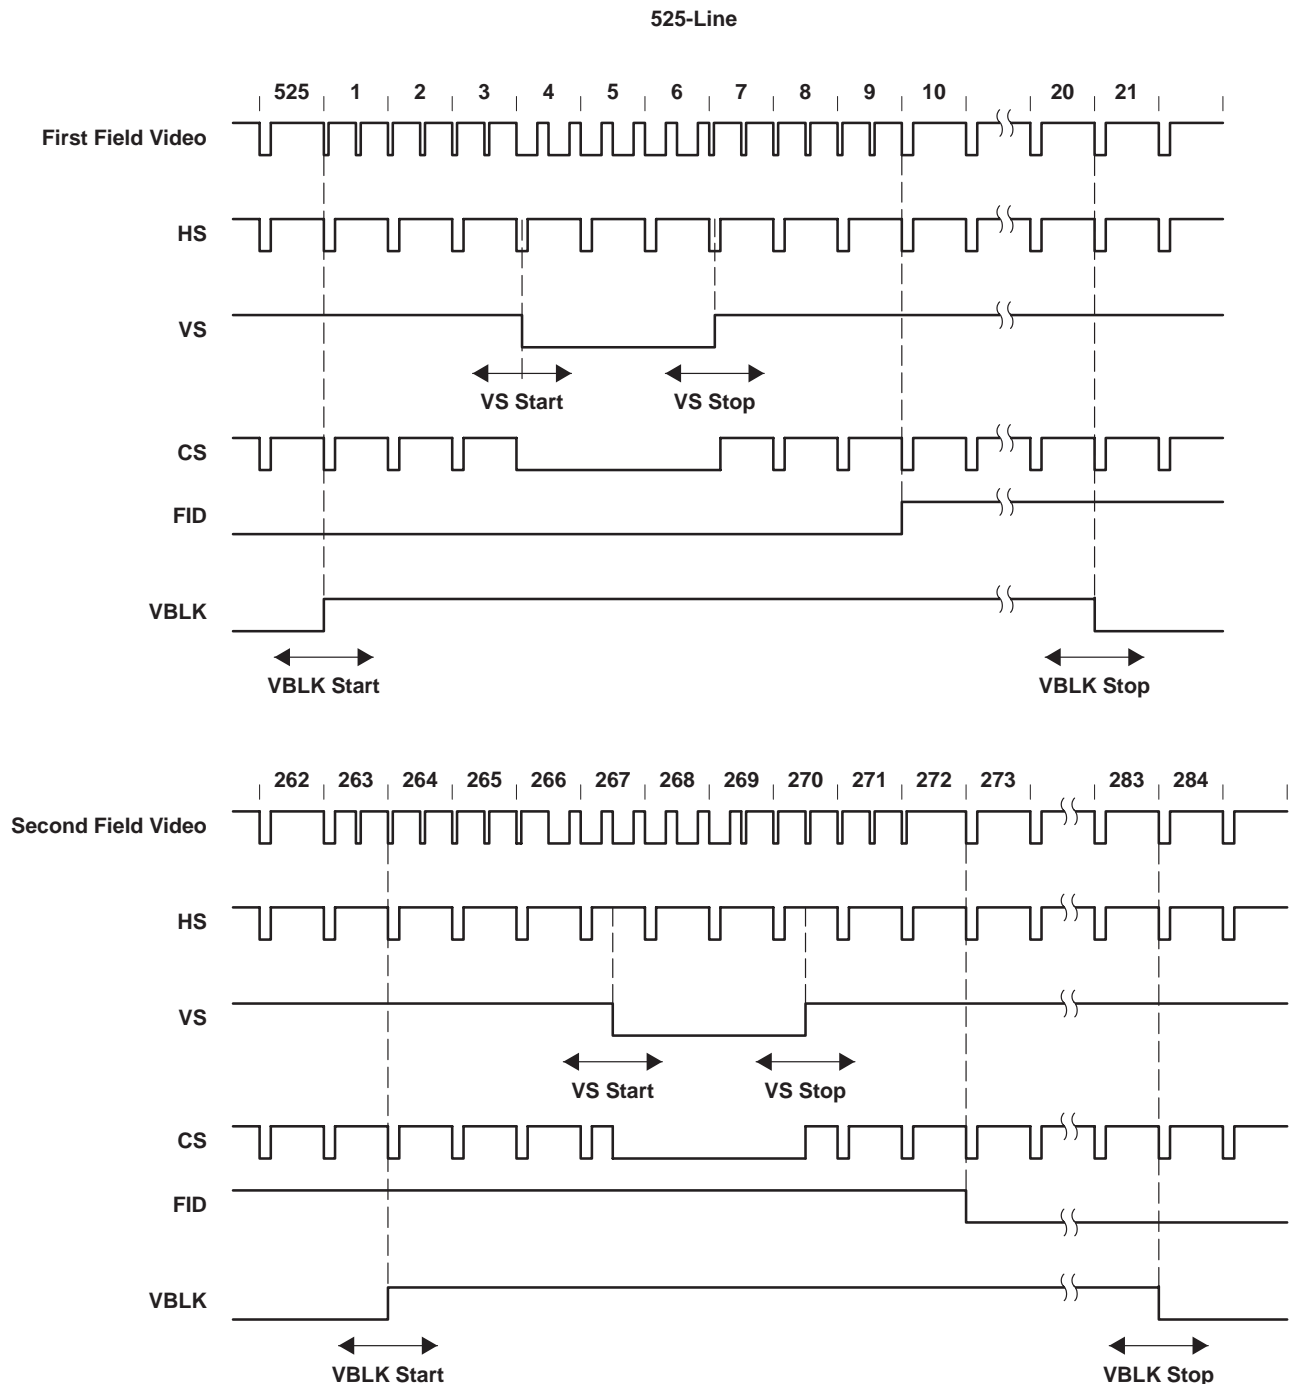 525-Line
525 1 2 3 4 5 6 7 8 9 10 20 21
First Field Video
HS
VS
VS Start VS Stop
CS
FID
VBLK
VBLK Start VBLK Stop
262 263 264 265 266 267 268 269 270 271 272 273 283 284
Second Field Video
HS
VS
VS Start VS Stop
CS
FID
VBLK
VBLK Start VBLK Stop